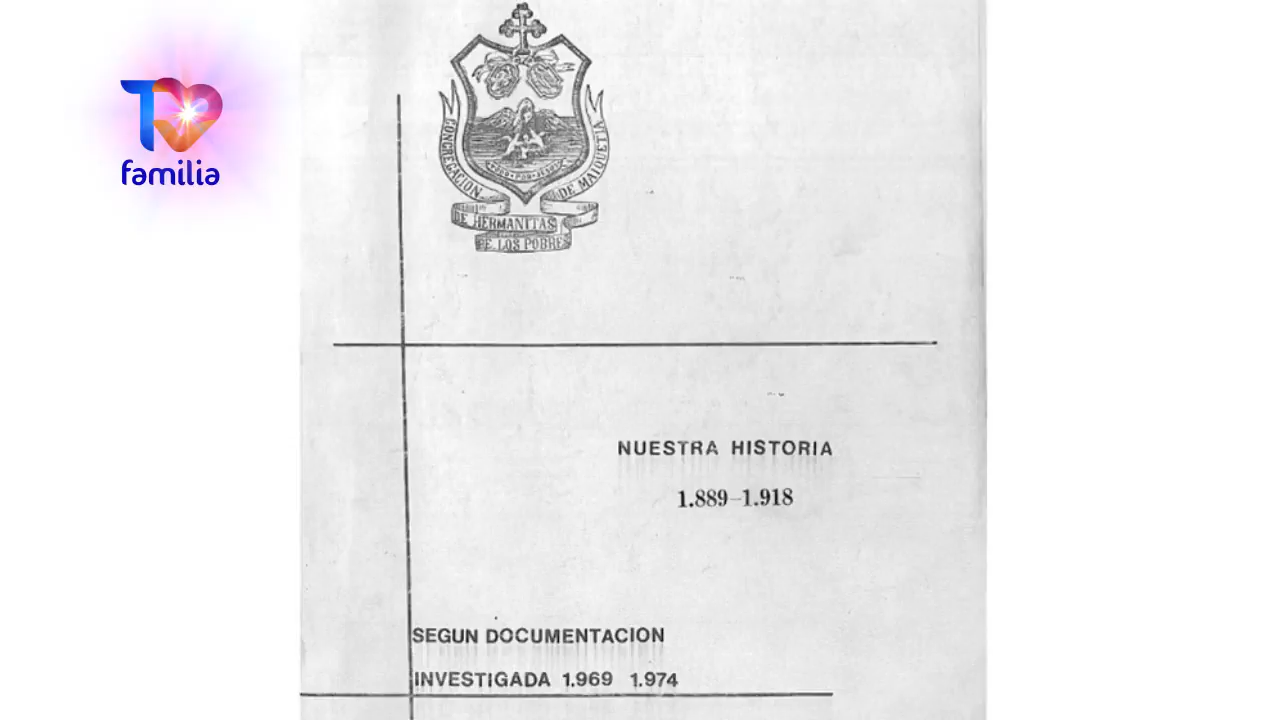 TV
familia
CONGREGACION
DE HERMANITAS
DE LOS POBRES
DE MAIQUETIA
NUESTRA HISTORIA
1.889-1.918
SEGUN DOCUMENTACION
INVESTIGADA 1.969 1.974